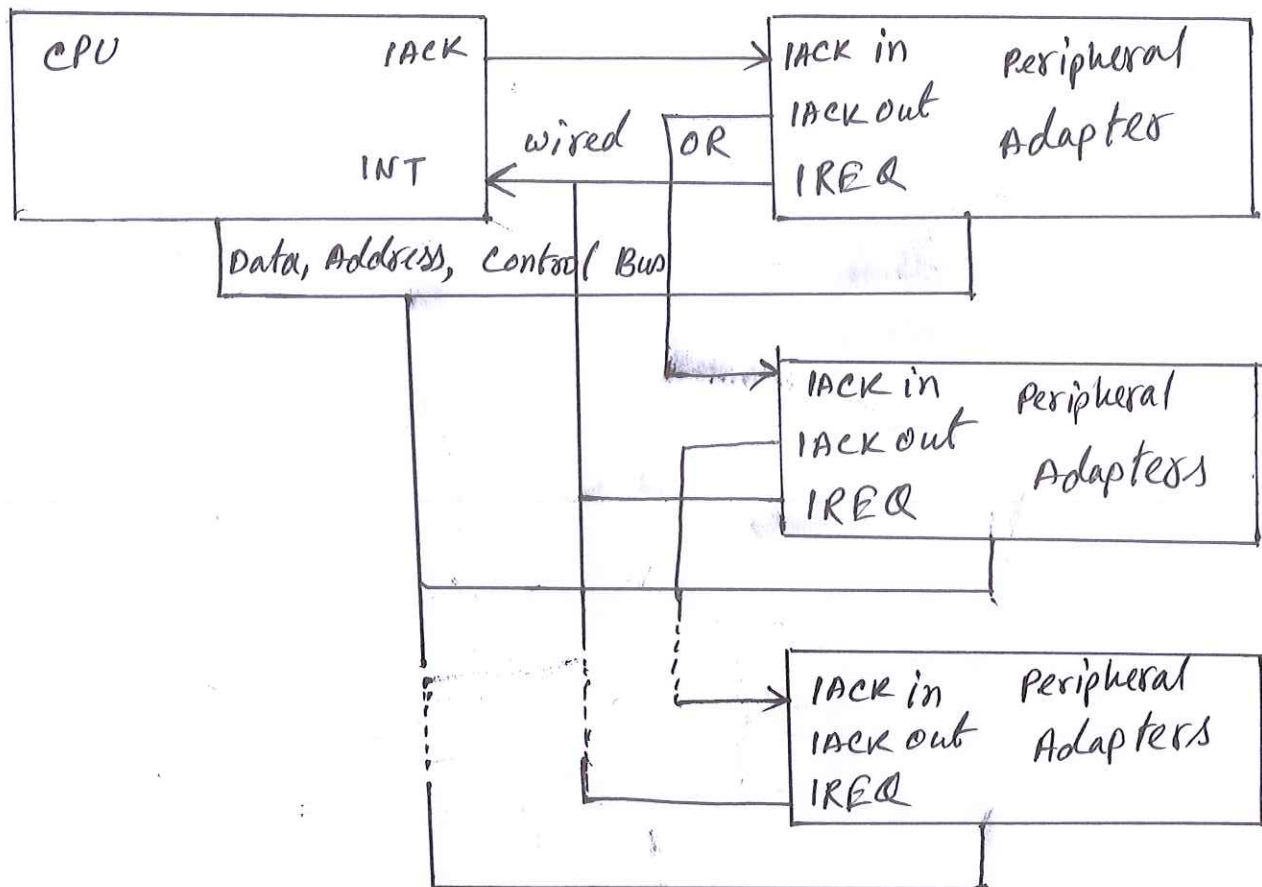 CPU IACK
INT
wired OR
Data, Address, Control Bus
IACK in Peripheral
IACK out Adapter
IREQ
IACK in Peripheral
IACK out Adapters
IREQ
IACK in Peripheral
IACK out Adapters
IREQ